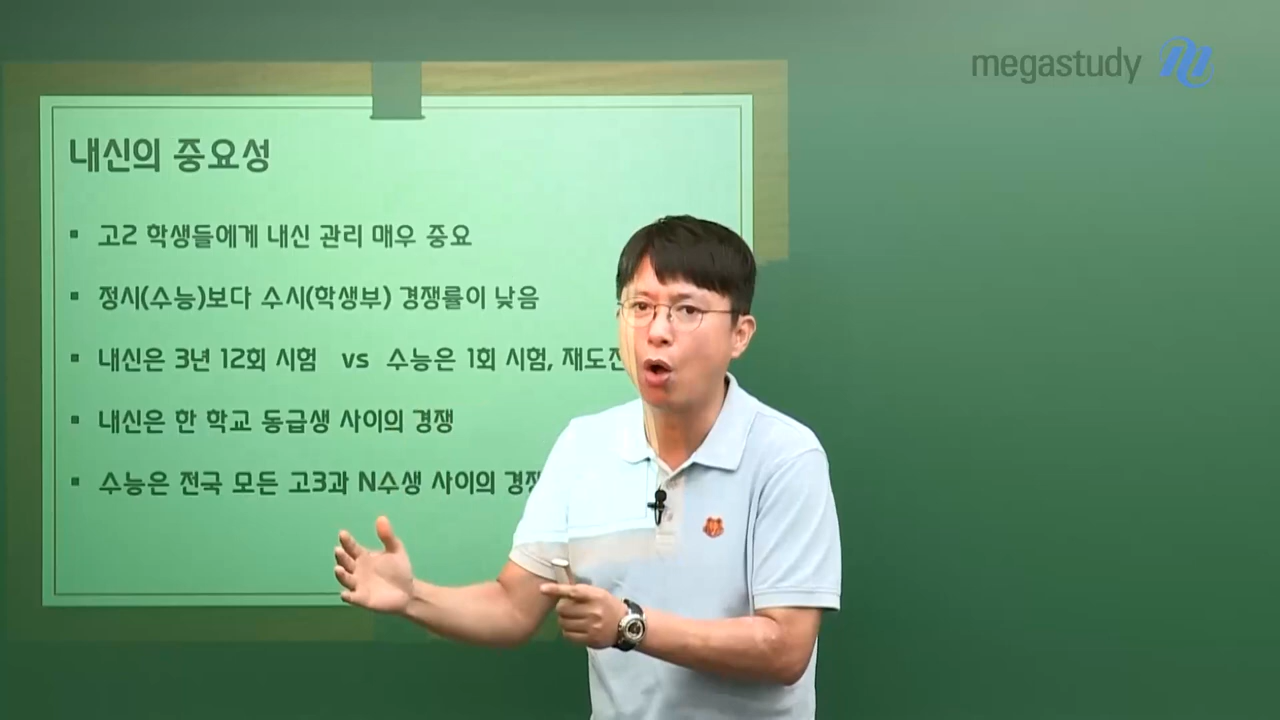 megastudy
내신의 중요성
▪ 고2 학생들에게 내신 관리 매우 중요
▪ 정시(수능)보다 수시(학생부) 경쟁률이 낮음
▪ 내신은 3년 12회 시험 vs 수능은 1회 시험,
▪ 내신은 한 학교 동급생 사이의 경쟁
▪ 수능은 전국 모든 고3과 N수생 사이의